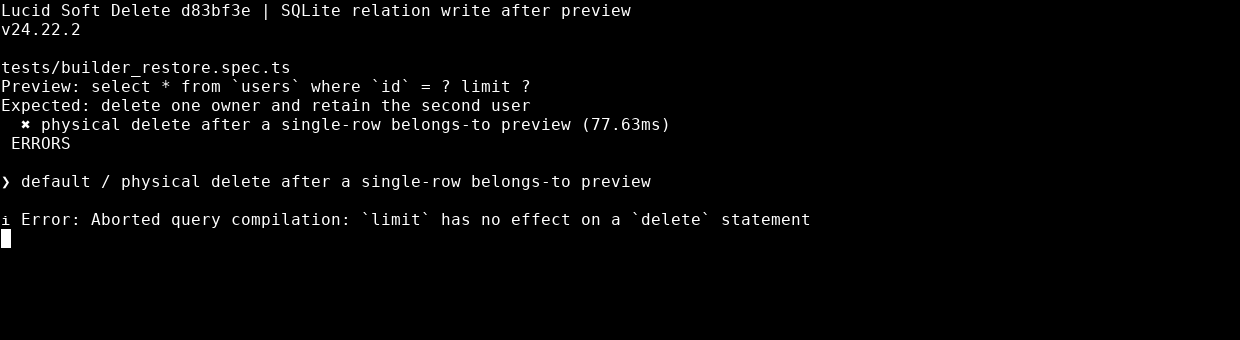 Lucid Soft Delete d83bf3e | SQLite relation write after preview
v24.22.2
tests/builder_restore.spec.ts
Preview: select * from `users` where `id` = ? limit ?
Expected: delete one owner and retain the second user
✖ physical delete after a single-row belongs-to preview (77.63ms)
ERRORS
❯ default / physical delete after a single-row belongs-to preview
ℹ Error: Aborted query compilation: `limit` has no effect on a `delete` statement